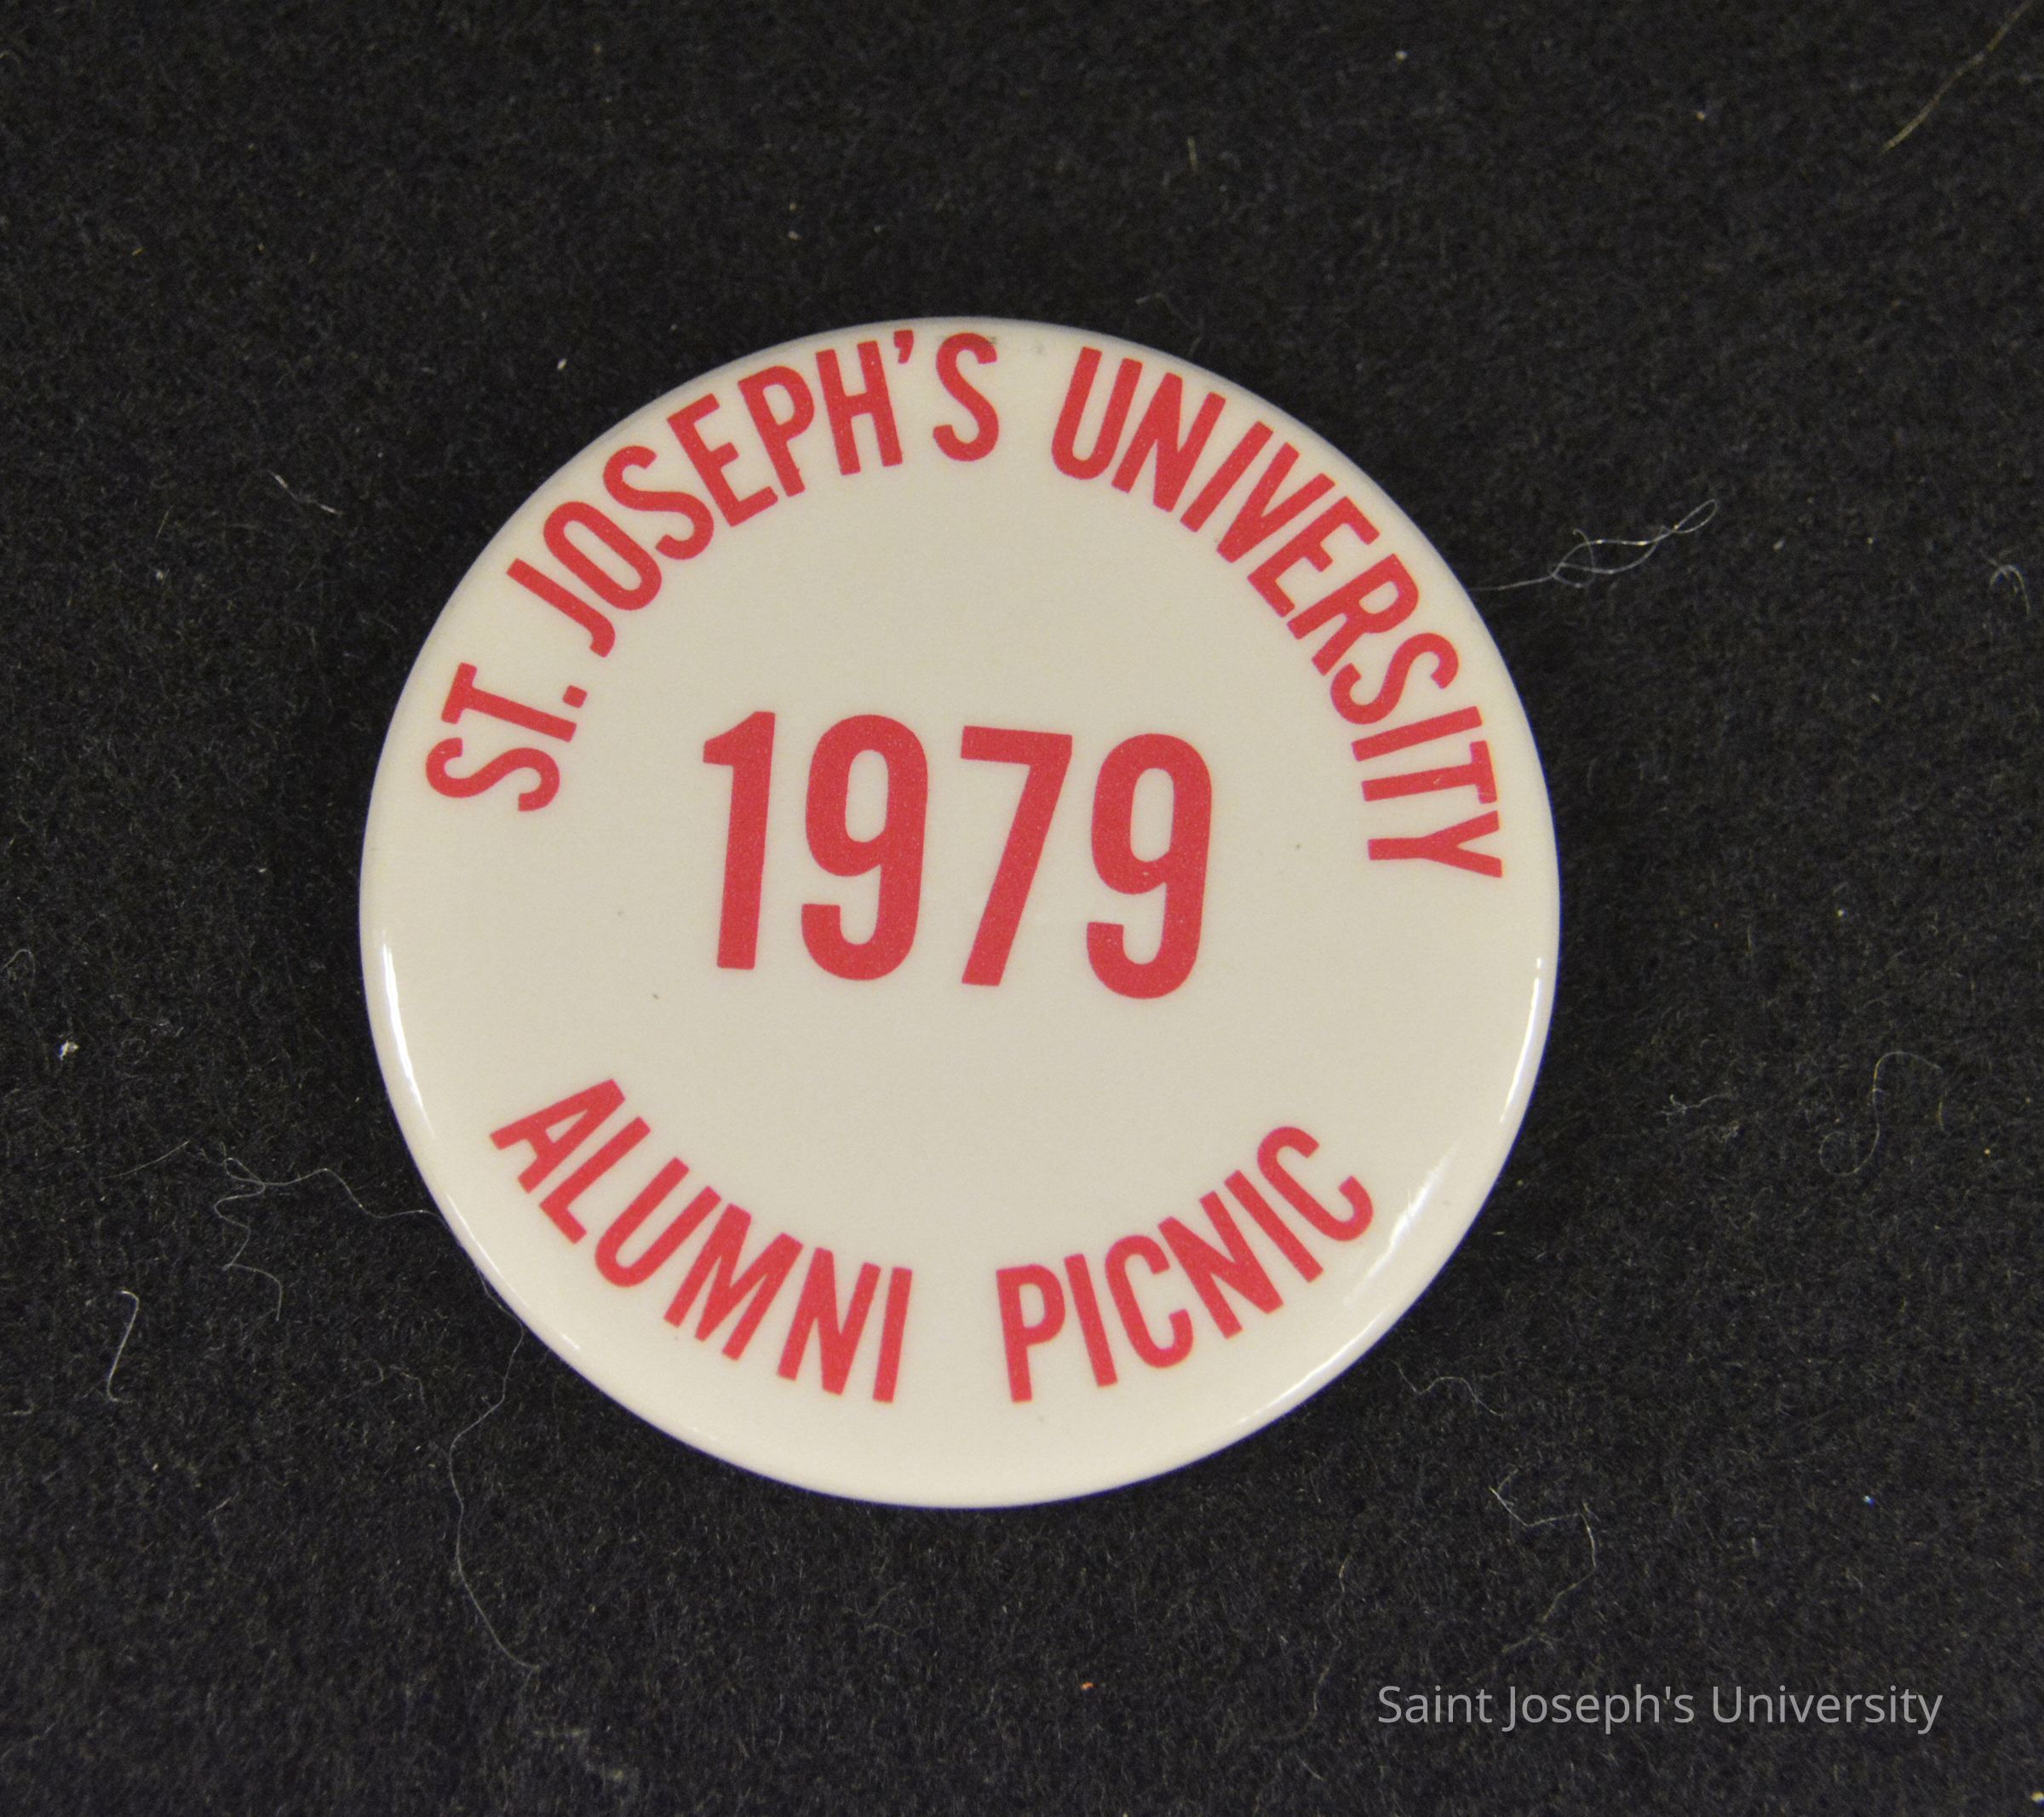 ST. JOSEPH'S UNIVERSITY
1979
ALUMNI PICNIC
Saint Joseph's University